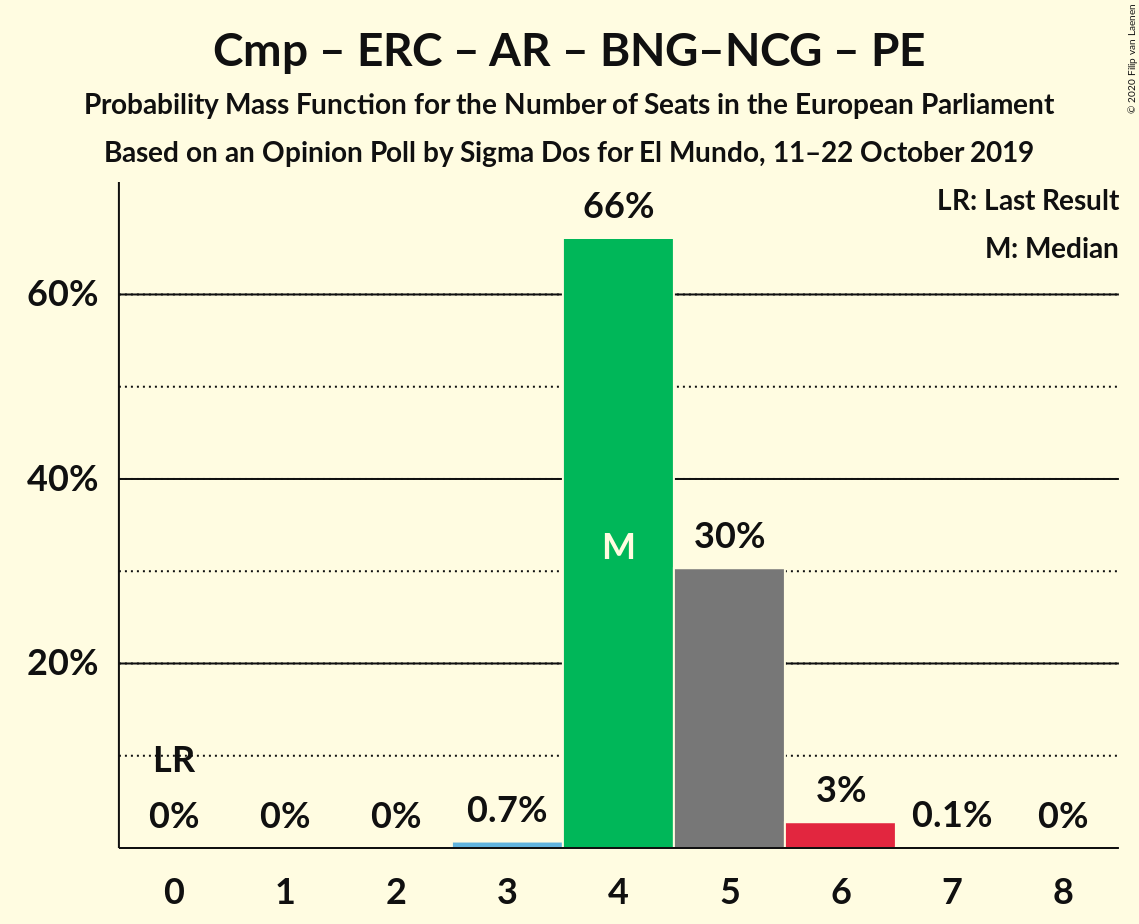 Cmp – ERC – AR – BNG–NCG – PE
Probability Mass Function for the Number of Seats in the European Parliament
Based on an Opinion Poll by Sigma Dos for El Mundo, 11–22 October 2019
© 2020 Filip van Laenen
LR: Last Result
M: Median
66%
60%
40%
M
30%
20%
LR
0%
0%
0%
0.7%
3%
0.1%
0%
0 1 2 3 4 5 6 7 8